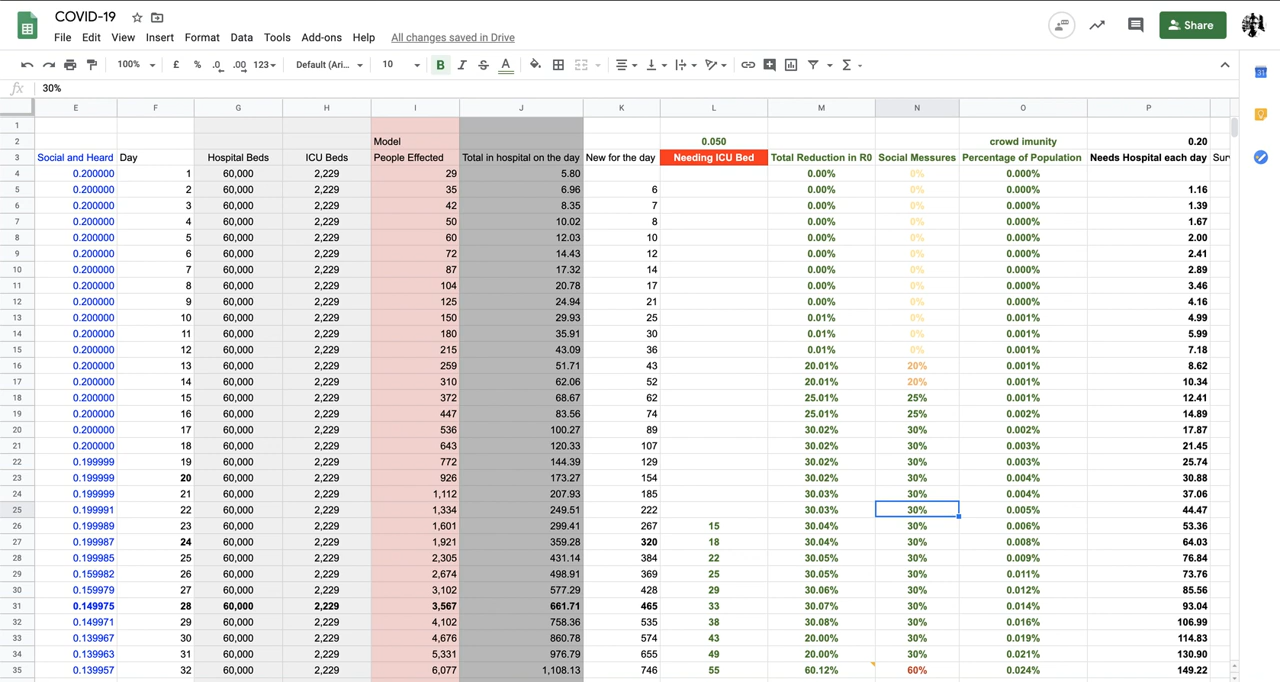 COVID-19
File Edit View Insert Format Data Tools Add-ons Help All changes saved in Drive
Share
100% £ % .0 .00 123 Default (Ari... 10 B I S A
fx 30%
E F G H I J K L M N O P
1
2 Model 0.050 crowd imunity 0.20
3 Social and Heard Day Hospital Beds ICU Beds People Effected Total in hospital on the day New for the day Needing ICU Bed Total Reduction in R0 Social Messures Percentage of Population Needs Hospital each day Sur
4 0.200000 1 60,000 2,229 29 5.80 0.00% 0% 0.000%
5 0.200000 2 60,000 2,229 35 6.96 6 0.00% 0% 0.000% 1.16
6 0.200000 3 60,000 2,229 42 8.35 7 0.00% 0% 0.000% 1.39
7 0.200000 4 60,000 2,229 50 10.02 8 0.00% 0% 0.000% 1.67
8 0.200000 5 60,000 2,229 60 12.03 10 0.00% 0% 0.000% 2.00
9 0.200000 6 60,000 2,229 72 14.43 12 0.00% 0% 0.000% 2.41
10 0.200000 7 60,000 2,229 87 17.32 14 0.00% 0% 0.000% 2.89
11 0.200000 8 60,000 2,229 104 20.78 17 0.00% 0% 0.000% 3.46
12 0.200000 9 60,000 2,229 125 24.94 21 0.00% 0% 0.000% 4.16
13 0.200000 10 60,000 2,229 150 29.93 25 0.01% 0% 0.001% 4.99
14 0.200000 11 60,000 2,229 180 35.91 30 0.01% 0% 0.001% 5.99
15 0.200000 12 60,000 2,229 215 43.09 36 0.01% 0% 0.001% 7.18
16 0.200000 13 60,000 2,229 259 51.71 43 20.01% 20% 0.001% 8.62
17 0.200000 14 60,000 2,229 310 62.06 52 20.01% 20% 0.001% 10.34
18 0.200000 15 60,000 2,229 372 68.67 62 25.01% 25% 0.001% 12.41
19 0.200000 16 60,000 2,229 447 83.56 74 25.01% 25% 0.002% 14.89
20 0.200000 17 60,000 2,229 536 100.27 89 30.02% 30% 0.002% 17.87
21 0.200000 18 60,000 2,229 643 120.33 107 30.02% 30% 0.003% 21.45
22 0.199999 19 60,000 2,229 772 144.39 129 30.02% 30% 0.003% 25.74
23 0.199999 20 60,000 2,229 926 173.27 154 30.02% 30% 0.004% 30.88
24 0.199999 21 60,000 2,229 1,112 207.93 185 30.03% 30% 0.004% 37.06
25 0.199991 22 60,000 2,229 1,334 249.51 222 30.03% 30% 0.005% 44.47
26 0.199989 23 60,000 2,229 1,601 299.41 267 15 30.04% 30% 0.006% 53.36
27 0.199987 24 60,000 2,229 1,921 359.28 320 18 30.04% 30% 0.008% 64.03
28 0.199985 25 60,000 2,229 2,305 431.14 384 22 30.05% 30% 0.009% 76.84
29 0.159982 26 60,000 2,229 2,674 498.91 369 25 30.05% 30% 0.011% 73.76
30 0.159979 27 60,000 2,229 3,102 577.29 428 29 30.06% 30% 0.012% 85.56
31 0.149975 28 60,000 2,229 3,567 661.71 465 33 30.07% 30% 0.014% 93.04
32 0.149971 29 60,000 2,229 4,102 758.36 535 38 30.08% 30% 0.016% 106.99
33 0.139967 30 60,000 2,229 4,676 860.78 574 43 20.00% 30% 0.019% 114.83
34 0.139963 31 60,000 2,229 5,331 976.79 655 49 20.00% 30% 0.021% 130.90
35 0.139957 32 60,000 2,229 6,077 1,108.13 746 55 60.12% 60% 0.024% 149.22